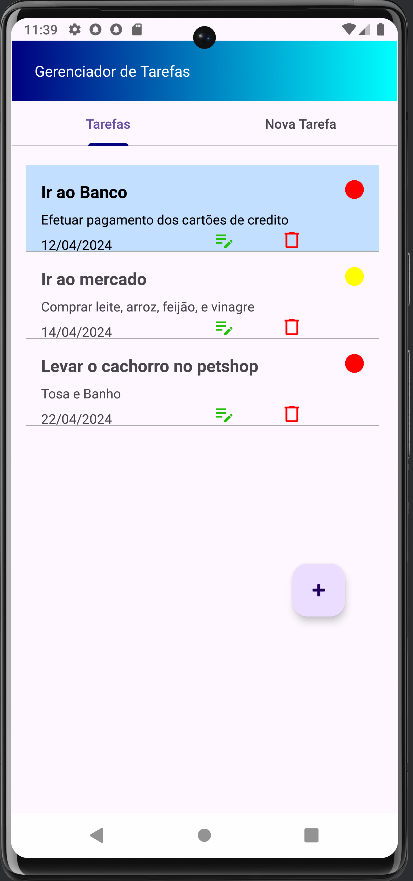 11:39
Gerenciador de Tarefas
Tarefas
Nova Tarefa
Ir ao Banco
Efetuar pagamento dos cartões de credito
12/04/2024
Ir ao mercado
Comprar leite, arroz, feijão, e vinagre
14/04/2024
Levar o cachorro no petshop
Tosa e Banho
22/04/2024
+